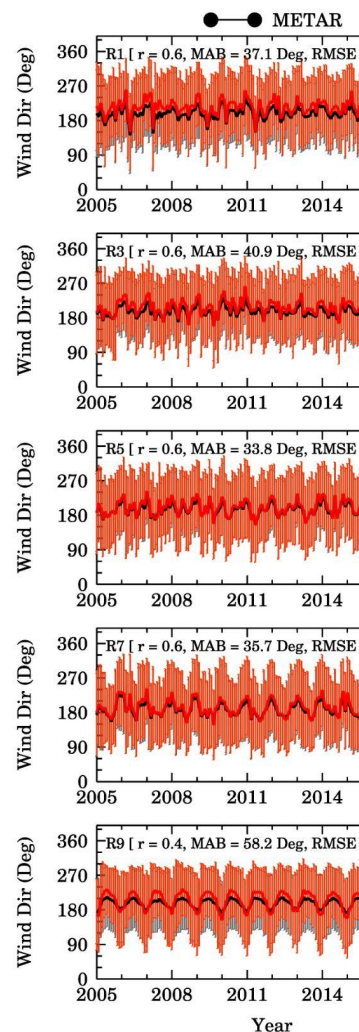 METAR
Wind Dir (Deg)
360
270
180
90
0
R1 [ r = 0.6, MAB = 37.1 Deg, RMSE
2005 2008 2011 2014
Wind Dir (Deg)
360
270
180
90
0
R3 [ r = 0.6, MAB = 40.9 Deg, RMSE
2005 2008 2011 2014
Wind Dir (Deg)
360
270
180
90
0
R5 [ r = 0.6, MAB = 33.8 Deg, RMSE
2005 2008 2011 2014
Wind Dir (Deg)
360
270
180
90
0
R7 [ r = 0.6, MAB = 35.7 Deg, RMSE
2005 2008 2011 2014
Wind Dir (Deg)
360
270
180
90
0
R9 [ r = 0.4, MAB = 58.2 Deg, RMSE
2005 2008 2011 2014
Year